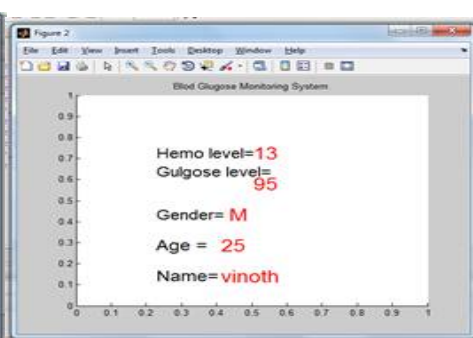 Figure 2
File Edit View Insert Tools Desktop Window Help
Blod Glugose Monitoring System
1
0.9
0.8
0.7
0.6
0.5
0.4
0.3
0.2
0.1
0
Hemo level=13
Gulgose level=
95
Gender= M
Age = 25
Name= vinoth
0 0.1 0.2 0.3 0.4 0.5 0.6 0.7 0.8 0.9 1